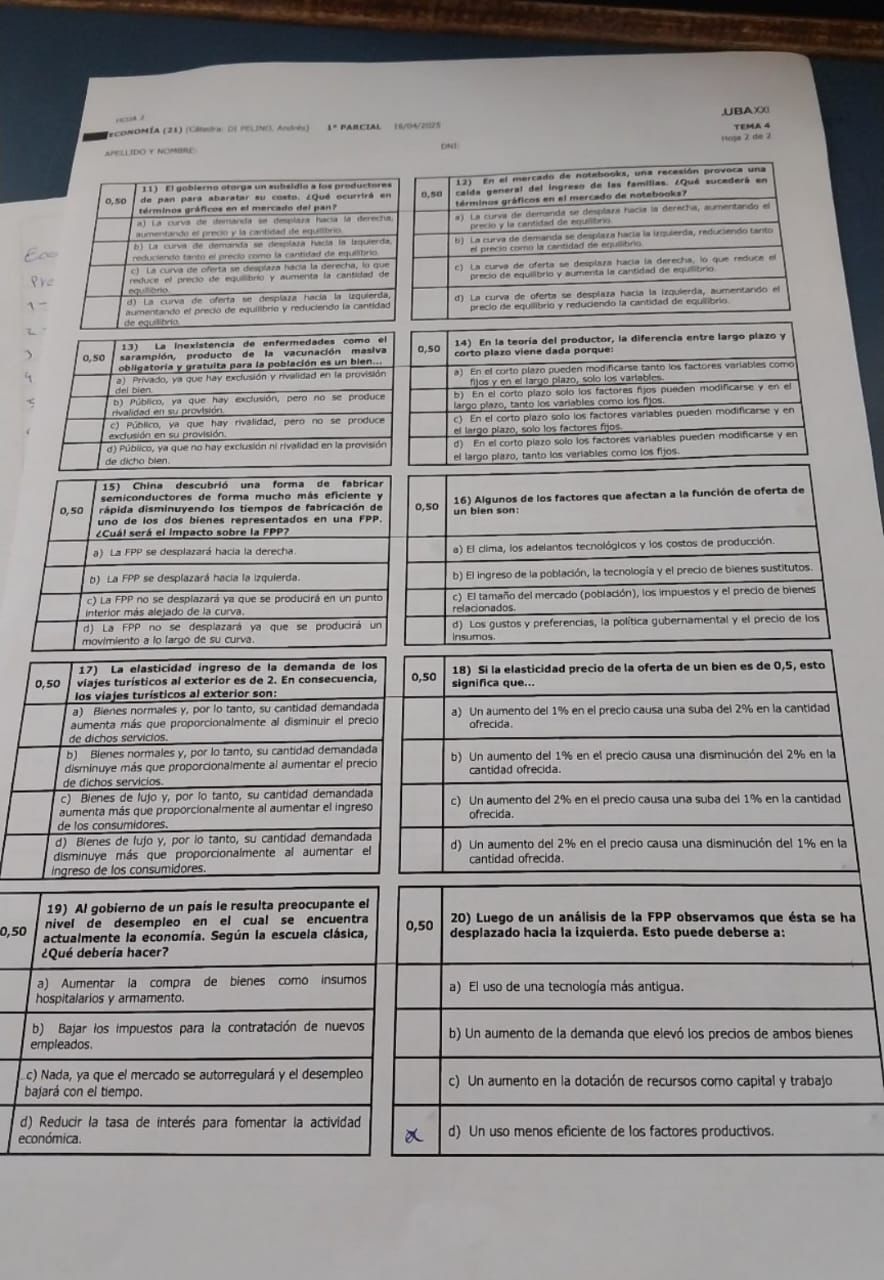 HOJA 2
ECONOMÍA (21) (Cátedra: DI PELINO, Andrés) 1° PARCIAL 16/04/2025
APELLIDO Y NOMBRE:
DNI:
UBAXXI
TEMA 4
Hoja 2 de 2
0,50
11) El gobierno otorga un subsidio a los productores
de pan para abaratar su costo. ¿Qué ocurrirá en
términos gráficos en el mercado del pan?
a) La curva de demanda se desplaza hacia la derecha,
aumentando el precio y la cantidad de equilibrio.
b) La curva de demanda se desplaza hacia la izquierda,
reduciendo tanto el precio como la cantidad de equilibrio.
c) La curva de oferta se desplaza hacia la derecha, lo que
reduce el precio de equilibrio y aumenta la cantidad de
equilibrio.
d) La curva de oferta se desplaza hacia la izquierda,
aumentando el precio de equilibrio y reduciendo la cantidad
de equilibrio.
0,50
12) En el mercado de notebooks, una recesión provoca una
caída general del ingreso de las familias. ¿Qué sucederá en
términos gráficos en el mercado de notebooks?
a) La curva de demanda se desplaza hacia la derecha, aumentando el
precio y la cantidad de equilibrio.
b) La curva de demanda se desplaza hacia la izquierda, reduciendo tanto
el precio como la cantidad de equilibrio.
c) La curva de oferta se desplaza hacia la derecha, lo que reduce el
precio de equilibrio y aumenta la cantidad de equilibrio.
d) La curva de oferta se desplaza hacia la izquierda, aumentando el
precio de equilibrio y reduciendo la cantidad de equilibrio.
0,50
13) La inexistencia de enfermedades como el
sarampión, producto de la vacunación masiva
obligatoria y gratuita para la población es un bien...
a) Privado, ya que hay exclusión y rivalidad en la provisión
del bien.
b) Público, ya que hay exclusión, pero no se produce
rivalidad en su provisión.
c) Público, ya que hay rivalidad, pero no se produce
exclusión en su provisión.
d) Público, ya que no hay exclusión ni rivalidad en la provisión
de dicho bien.
0,50
14) En la teoría del productor, la diferencia entre largo plazo y
corto plazo viene dada porque:
a) En el corto plazo pueden modificarse tanto los factores variables como
fijos y en el largo plazo, solo los variables.
b) En el corto plazo solo los factores fijos pueden modificarse y en el
largo plazo, tanto los variables como los fijos.
c) En el corto plazo solo los factores variables pueden modificarse y en
el largo plazo, solo los factores fijos.
d) En el corto plazo solo los factores variables pueden modificarse y en
el largo plazo, tanto los variables como los fijos.
0,50
15) China descubrió una forma de fabricar
semiconductores de forma mucho más eficiente y
rápida disminuyendo los tiempos de fabricación de
uno de los dos bienes representados en una FPP.
¿Cuál será el impacto sobre la FPP?
a) La FPP se desplazará hacia la derecha.
b) La FPP se desplazará hacia la izquierda.
c) La FPP no se desplazará ya que se producirá en un punto
interior más alejado de la curva.
d) La FPP no se desplazará ya que se producirá un
movimiento a lo largo de su curva.
0,50
16) Algunos de los factores que afectan a la función de oferta de
un bien son:
a) El clima, los adelantos tecnológicos y los costos de producción.
b) El ingreso de la población, la tecnología y el precio de bienes sustitutos.
c) El tamaño del mercado (población), los impuestos y el precio de bienes
relacionados.
d) Los gustos y preferencias, la política gubernamental y el precio de los
insumos.
0,50
17) La elasticidad ingreso de la demanda de los
viajes turísticos al exterior es de 2. En consecuencia,
los viajes turísticos al exterior son:
a) Bienes normales y, por lo tanto, su cantidad demandada
aumenta más que proporcionalmente al disminuir el precio
de dichos servicios.
b) Bienes normales y, por lo tanto, su cantidad demandada
disminuye más que proporcionalmente al aumentar el precio
de dichos servicios.
c) Bienes de lujo y, por lo tanto, su cantidad demandada
aumenta más que proporcionalmente al aumentar el ingreso
de los consumidores.
d) Bienes de lujo y, por lo tanto, su cantidad demandada
disminuye más que proporcionalmente al aumentar el
ingreso de los consumidores.
0,50
18) Si la elasticidad precio de la oferta de un bien es de 0,5, esto
significa que...
a) Un aumento del 1% en el precio causa una suba del 2% en la cantidad
ofrecida.
b) Un aumento del 1% en el precio causa una disminución del 2% en la
cantidad ofrecida.
c) Un aumento del 2% en el precio causa una suba del 1% en la cantidad
ofrecida.
d) Un aumento del 2% en el precio causa una disminución del 1% en la
cantidad ofrecida.
0,50
19) Al gobierno de un país le resulta preocupante el
nivel de desempleo en el cual se encuentra
actualmente la economía. Según la escuela clásica,
¿Qué debería hacer?
a) Aumentar la compra de bienes como insumos
hospitalarios y armamento.
b) Bajar los impuestos para la contratación de nuevos
empleados.
c) Nada, ya que el mercado se autorregulará y el desempleo
bajará con el tiempo.
d) Reducir la tasa de interés para fomentar la actividad
económica.
0,50
20) Luego de un análisis de la FPP observamos que ésta se ha
desplazado hacia la izquierda. Esto puede deberse a:
a) El uso de una tecnología más antigua.
b) Un aumento de la demanda que elevó los precios de ambos bienes
c) Un aumento en la dotación de recursos como capital y trabajo
x d) Un uso menos eficiente de los factores productivos.